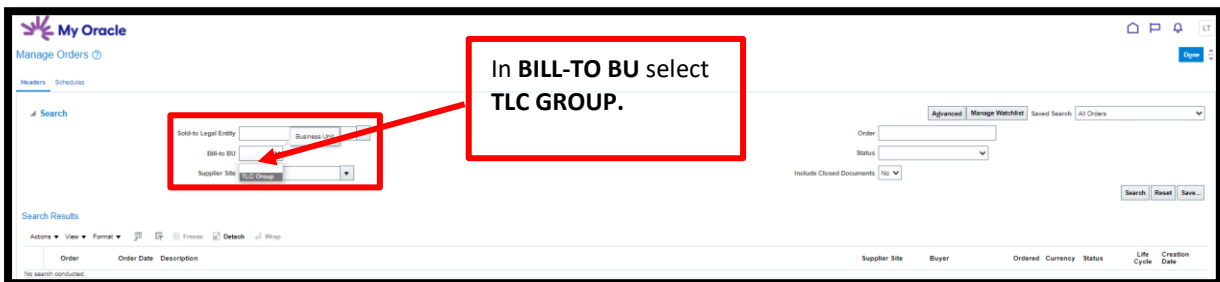 My Oracle
LT
Manage Orders
Done
In BILL-TO BU select
TLC GROUP.
Headers Schedules
Search
Advanced Manage Watchlist Saved Search All Orders
Sold-to Legal Entity
Business Unit
Order
Bill-to BU
Status
Supplier Site
TLC Group
Include Closed Documents No
Search Reset Save...
Search Results
Actions View Format Freeze Detach Wrap
Order Order Date Description Supplier Site Buyer Ordered Currency Status Life Cycle Creation Date
No search conducted.